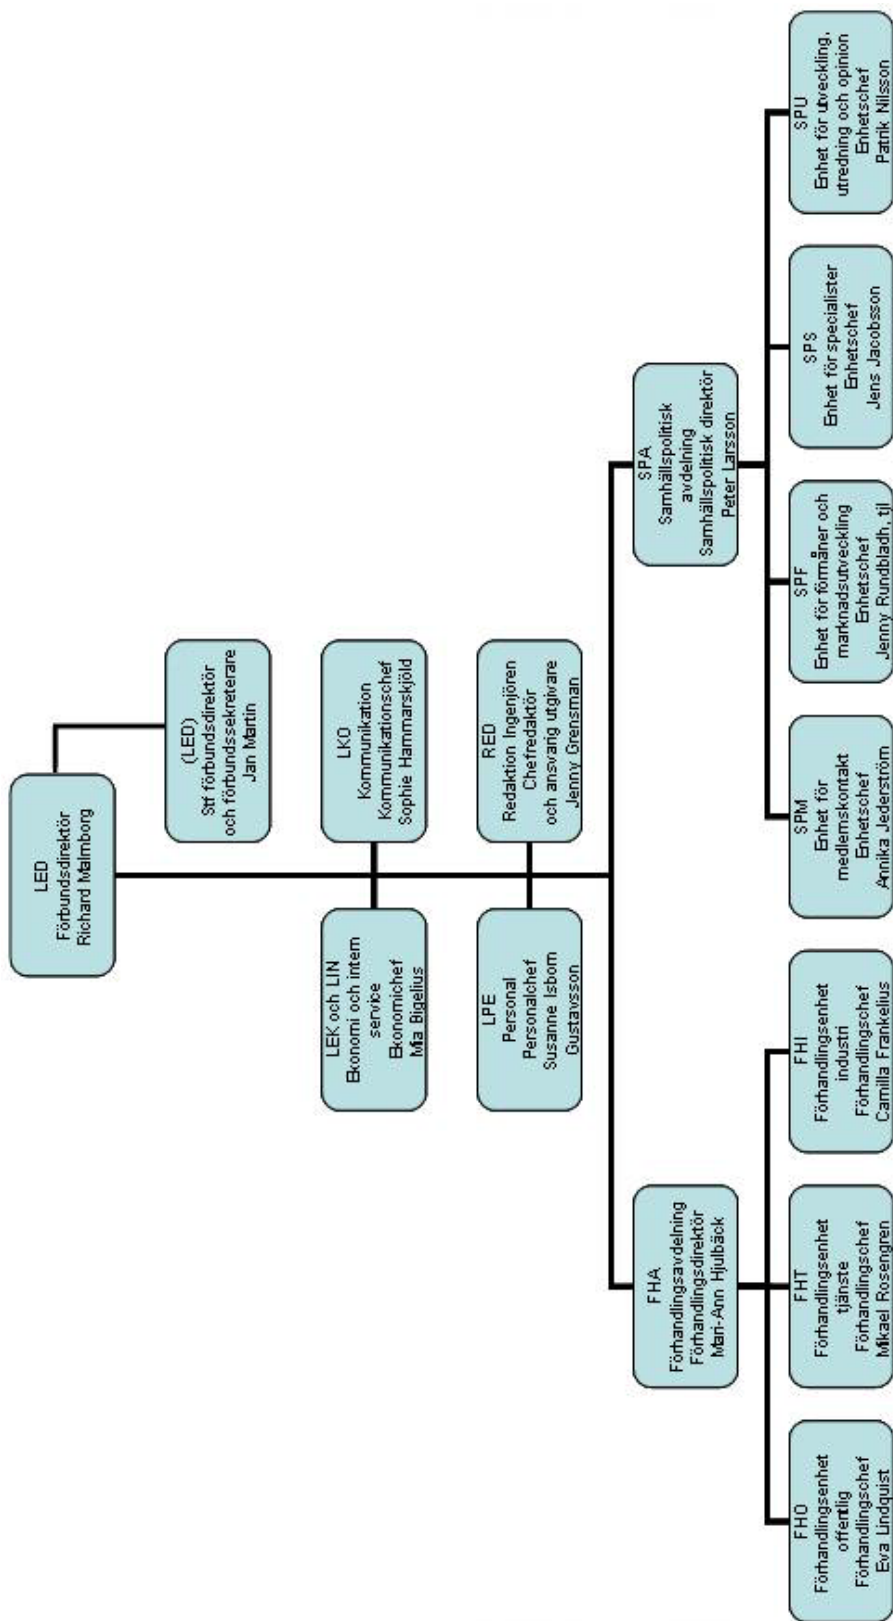 LED
Förbundsdirektör
Richard Malmborg
(LED)
Stf förbundsdirektör
och förbundssekreterare
Jan Martin
LEK och LIN
Ekonomi och intern
service
Ekonomichef
Mia Bigelius
LKO
Kommunikation
Kommunikationschef
Sophie Hammarskjöld
LPE
Personal
Personalchef
Susanne Isborn
Gustavsson
RED
Redaktion Ingenjören
Chefredaktör
och ansvarig utgivare
Jenny Grensman
FHA
Förhandlingsavdelning
Förhandlingsdirektör
Mari-Ann Hjulbäck
SPA
Samhällspolitisk
avdelning
Samhällspolitisk direktör
Peter Larsson
FHO
Förhandlingsenhet
offentlig
Förhandlingschef
Eva Lindquist
FHT
Förhandlingsenhet
tjänste
Förhandlingschef
Mikael Rosengren
FHI
Förhandlingsenhet
industri
Förhandlingschef
Camilla Frankelius
SPM
Enhet för
medlemskontakt
Enhetschef
Annika Jederström
SPF
Enhet för förmåner och
marknadsutveckling
Enhetschef
Jenny Rundbladh, tjl
SPS
Enhet för specialister
Enhetschef
Jens Jacobsson
SPU
Enhet för utveckling,
utredning och opinion
Enhetschef
Patrik Nilsson